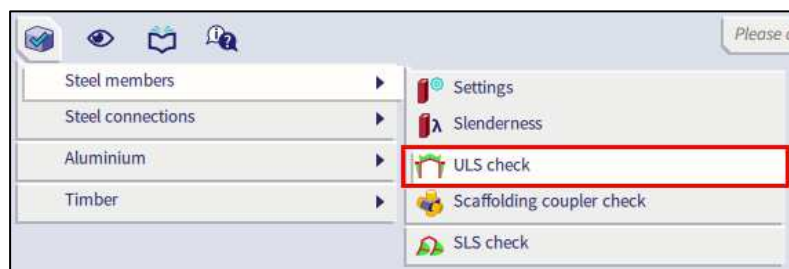 Please
Steel members
Steel connections
Aluminium
Timber
Settings
λ Slenderness
ULS check
Scaffolding coupler check
SLS check